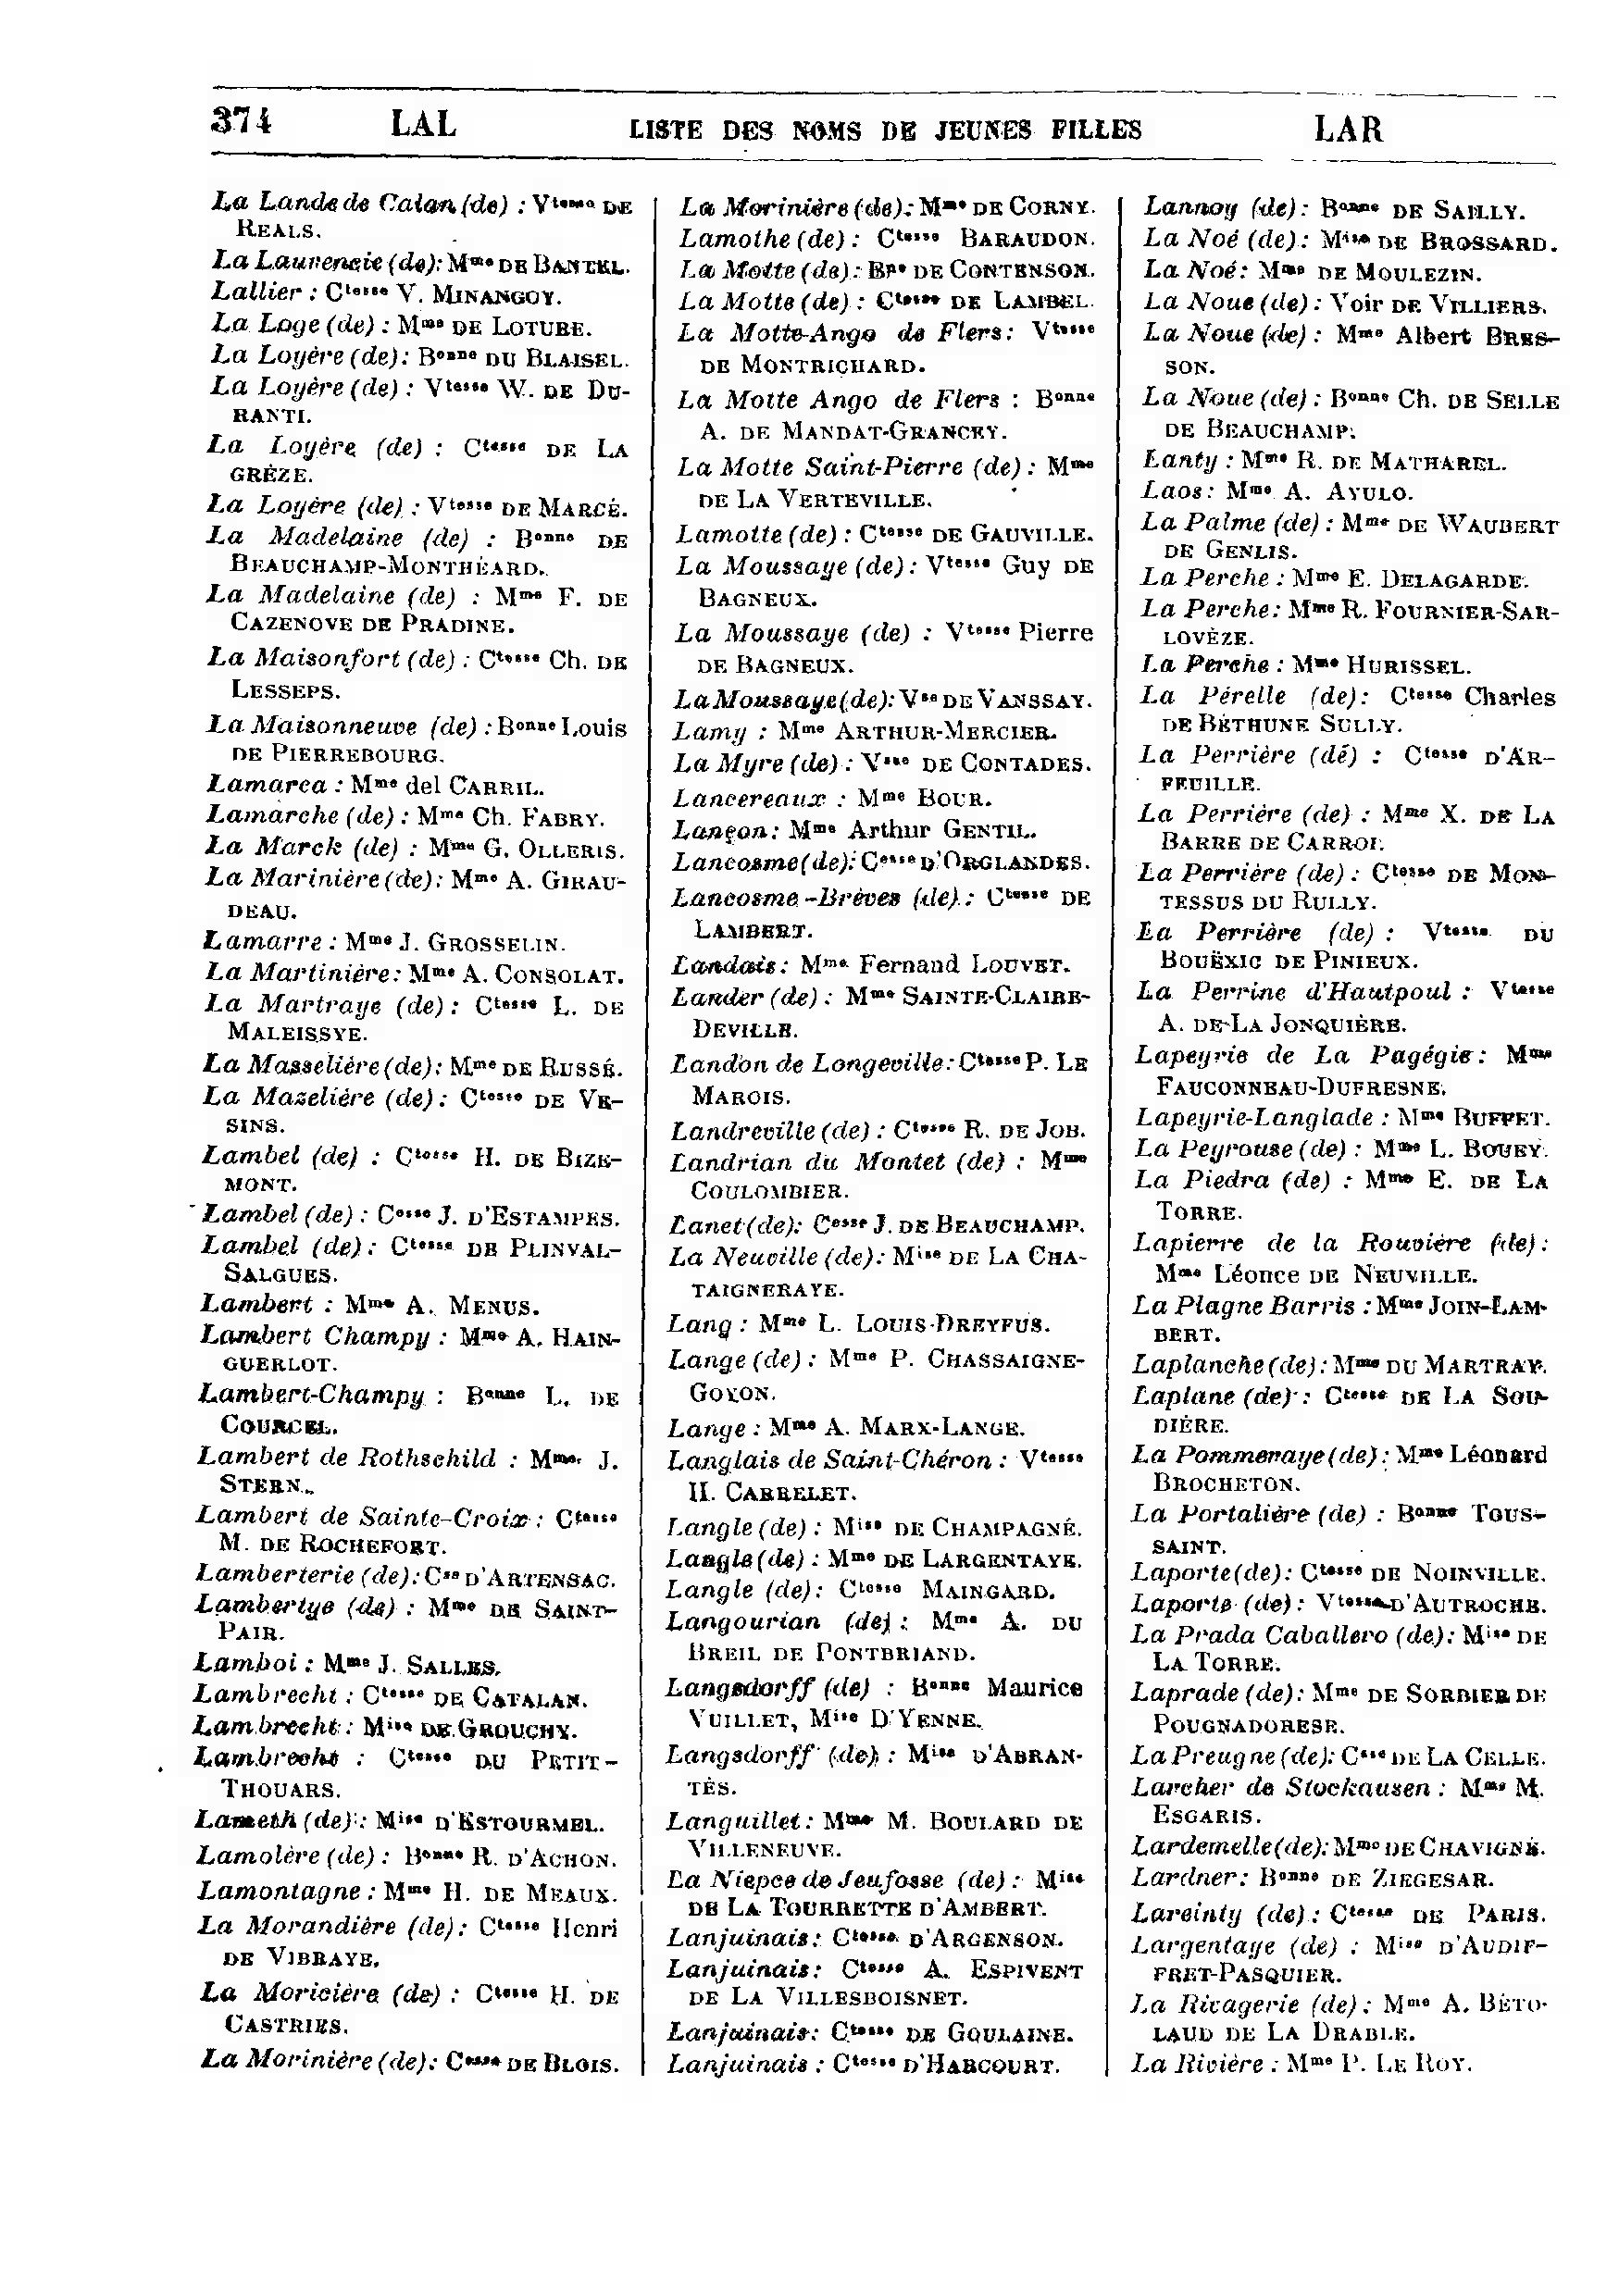 374 LAL LISTE DES NOMS DE JEUNES FILLES LAR
La Lande de Calan (de) : Vtesse DE
REALS.
La Laurencie (de) : Mme DE BANTEL.
Lallier : Ctesse V. MINANGOY.
La Loge (de) : Mme DE LOTURE.
La Loyère (de) : Bonne DU BLAISEL.
La Loyère (de) : Vtesse W. DE DU-
RANTI.
La Loyère (de) : Ctesse DE LA
GRÈZE.
La Loyère (de) : Vtesse DE MARCÉ.
La Madelaine (de) : Bonne DE
BEAUCHAMP-MONTHÉARD.
La Madelaine (de) : Mme F. DE
CAZENOVE DE PRADINE.
La Maisonfort (de) : Ctesse Ch. DE
LESSEPS.
La Maisonneuve (de) : Bonne Louis
DE PIERREBOURG.
Lamarca : Mme del CARRIL.
Lamarche (de) : Mme Ch. FABRY.
La Marck (de) : Mme G. OLLERIS.
La Marinière (de) : Mme A. GIRAU-
DEAU.
Lamarre : Mme J. GROSSELIN.
La Martinière : Mme A. CONSOLAT.
La Martraye (de) : Ctesse L. DE
MALEISSYE.
La Masselière (de) : Mme DE RUSSÉ.
La Mazelière (de) : Ctesse DE VE-
SINS.
Lambel (de) : Ctesse H. DE BIZE-
MONT.
Lambel (de) : Cesse J. D'ESTAMPES.
Lambel (de) : Ctesse DE PLINVAL-
SALGUES.
Lambert : Mme A. MENUS.
Lambert Champy : Mme A. HAIN-
GUERLOT.
Lambert-Champy : Bonne L. DE
COURCEL.
Lambert de Rothschild : Mme J.
STERN.
Lambert de Sainte-Croix : Ctesse
M. DE ROCHEFORT.
Lamberterie (de) : Cse D'ARTENSAC.
Lambertye (de) : Mme DE SAINT-
PAIR.
Lamboi : Mme J. SALLES.
Lambrecht : Ctesse DE CATALAN.
Lambrecht : Mise DE GROUCHY.
Lambrecht : Ctesse DU PETIT-
THOUARS.
Lameth (de) : Mise D'ESTOURMEL.
Lamolère (de) : Bonne R. D'ACHON.
Lamontagne : Mme H. DE MEAUX.
La Morandière (de) : Ctesse Henri
DE VIBRAYE.
La Moricière (de) : Ctesse H. DE
CASTRIES.
La Morinière (de) : Cesse DE BLOIS.
La Morinière (de) : Mme DE CORNY.
Lamothe (de) : Ctesse BARAUDON.
La Motte (de) : Bne DE CONTENSON.
La Motte (de) : Ctesse DE LAMBEL.
La Motte-Ango de Flers : Vtesse
DE MONTRICHARD.
La Motte Ango de Flers : Bonne
A. DE MANDAT-GRANCEY.
La Motte Saint-Pierre (de) : Mme
DE LA VERTEVILLE.
Lamotte (de) : Ctesse DE GAUVILLE.
La Moussaye (de) : Vtesse Guy DE
BAGNEUX.
La Moussaye (de) : Vtesse Pierre
DE BAGNEUX.
La Moussaye (de) : Vse DE VANSSAY.
Lamy : Mme ARTHUR-MERCIER.
La Myre (de) : Vsse DE CONTADES.
Lancereaux : Mme BOUR.
Lançon : Mme Arthur GENTIL.
Lancosme (de) : Cesse D'ORGLANDES.
Lancosme-Brèves (de) : Ctesse DE
LAMBERT.
Landais : Mme Fernand LOUVET.
Lander (de) : Mme SAINTE-CLAIRE-
DEVILLE.
Landon de Longeville : Ctesse P. LE
MAROIS.
Landreville (de) : Ctesse R. DE JOB.
Landrian du Montet (de) : Mme
COULOMBIER.
Lanet (de) : Cesse J. DE BEAUCHAMP.
La Neuville (de) : Mise DE LA CHA-
TAIGNERAYE.
Lang : Mme L. LOUIS-DREYFUS.
Lange (de) : Mme P. CHASSAIGNE-
GOYON.
Lange : Mme A. MARX-LANGE.
Langlais de Saint-Chéron : Vtesse
H. CARRELET.
Langle (de) : Mise DE CHAMPAGNÉ.
Langle (de) : Mme DE LARGENTAYE.
Langle (de) : Ctesse MAINGARD.
Langourian (de) : Mme A. DU
BREIL DE PONTBRIAND.
Langsdorff (de) : Bonne Maurice
VUILLET, Mise D'YENNE.
Langsdorff (de) : Mise D'ABRAN-
TÈS.
Languillet : Mme M. BOULARD DE
VILLENEUVE.
La Niepce de Jeufosse (de) : Mise
DE LA TOURRETTE D'AMBERT.
Lanjuinais : Ctesse D'ARGENSON.
Lanjuinais : Ctesse A. ESPIVENT
DE LA VILLESBOISNET.
Lanjuinais : Ctesse DE GOULAINE.
Lanjuinais : Ctesse D'HARCOURT.
Lannoy (de) : Bonne DE SAILLY.
La Noé (de) : Mise DE BROSSARD.
La Noé : Mme DE MOULEZIN.
La Noue (de) : Voir DE VILLIERS.
La Noue (de) : Mme Albert BRES-
SON.
La Noue (de) : Bonne Ch. DE SELLE
DE BEAUCHAMP.
Lanty : Mme R. DE MATHAREL.
Laos : Mme A. AYULO.
La Palme (de) : Mme DE WAUBERT
DE GENLIS.
La Perche : Mme E. DELAGARDE.
La Perche : Mme R. FOURNIER-SAR-
LOVÈZE.
La Perche : Mme HURISSEL.
La Pérelle (de) : Ctesse Charles
DE BÉTHUNE SULLY.
La Perrière (dé) : Ctesse D'AR-
FEUILLE.
La Perrière (de) : Mme X. DE LA
BARRE DE CARROI.
La Perrière (de) : Ctesse DE MON-
TESSUS DU RULLY.
La Perrière (de) : Vtesse DU
BOUËXIC DE PINIEUX.
La Perrine d'Hautpoul : Vtesse
A. DE LA JONQUIÈRE.
Lapeyrie de La Pagégie : Mme
FAUCONNEAU-DUFRESNE.
Lapeyrie-Langlade : Mme BUFFET.
La Peyrouse (de) : Mme L. BOUEY.
La Piedra (de) : Mme E. DE LA
TORRE.
Lapierre de la Rouvière (de) :
Mme Léonce DE NEUVILLE.
La Plagne Barris : Mme JOIN-LAM-
BERT.
Laplanche (de) : Mme DU MARTRAY.
Laplane (de) : Ctesse DE LA SOU-
DIÈRE.
La Pommeraye (de) : Mme Léonard
BROCHETON.
La Portalière (de) : Bonne TOUS-
SAINT.
Laporte (de) : Ctesse DE NOINVILLE.
Laporte (de) : Vtesse D'AUTROCHE.
La Prada Caballero (de) : Mise DE
LA TORRE.
Laprade (de) : Mme DE SORBIER DE
POUGNADORESE.
La Preugne (de) : Csse DE LA CELLE.
Larcher de Stockausen : Mme M.
ESGARIS.
Lardemelle (de) : Mme DE CHAVIGNÉ.
Lardner : Bonne DE ZIEGESAR.
Lareinty (de) : Ctesse DE PARIS.
Largentaye (de) : Mise D'AUDIF-
FRET-PASQUIER.
La Rivagerie (de) : Mme A. BÉTO-
LAUD DE LA DRABLE.
La Rivière : Mme P. LE ROY.